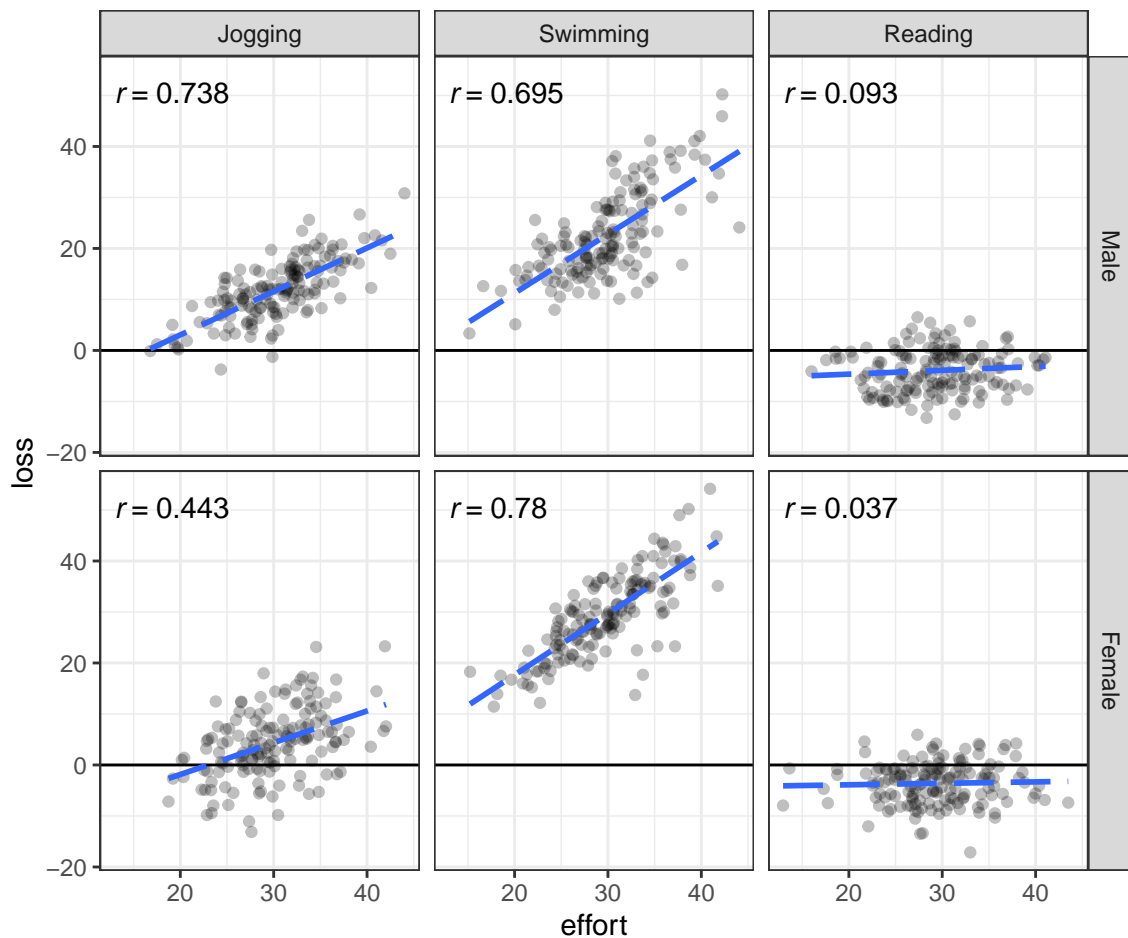 Jogging Swimming Reading
r = 0.738 r = 0.695 r = 0.093
40
20
0
−20
Male
loss
r = 0.443 r = 0.78 r = 0.037
40
20
0
−20
Female
20 30 40 20 30 40 20 30 40
effort